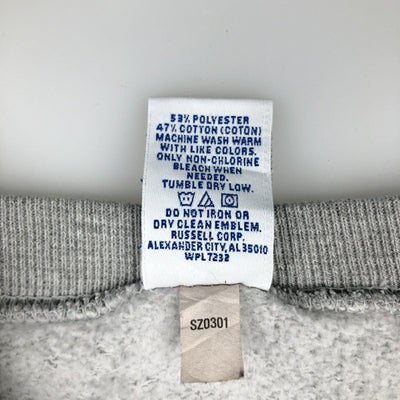 53% POLYESTER
47% COTTON (COTON)
MACHINE WASH WARM
WITH LIKE COLORS.
ONLY NON-CHLORINE
BLEACH WHEN
NEEDED.
TUMBLE DRY LOW.
DO NOT IRON OR
DRY CLEAN EMBLEM.
RUSSELL CORP.
ALEXANDER CITY, AL 35010
WPL7232
SZ0301